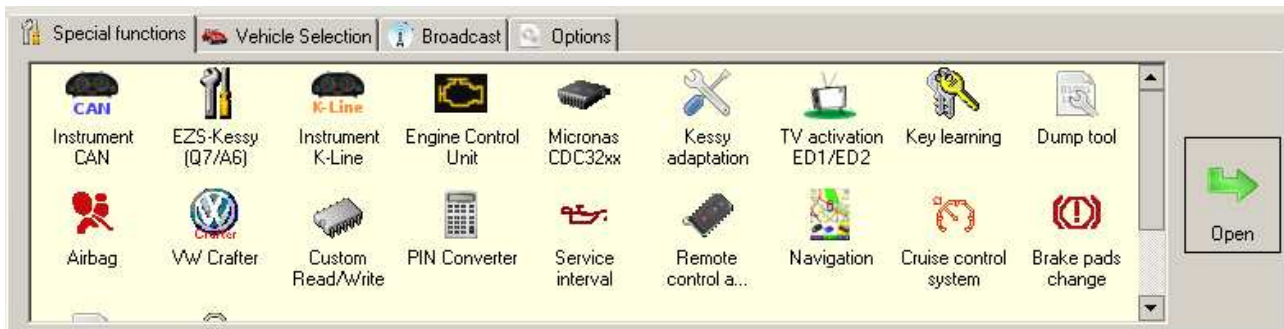 Special functions Vehicle Selection Broadcast Options
CAN K-Line
Instrument EZS-Kessy Instrument Engine Control Micronas Kessy TV activation Key learning Dump tool
CAN (Q7/A6) K-Line Unit CDC32xx adaptation ED1/ED2
Crafter
Airbag VW Crafter Custom PIN Converter Service Remote Navigation Cruise control Brake pads
Read/Write interval control a... system change
Open